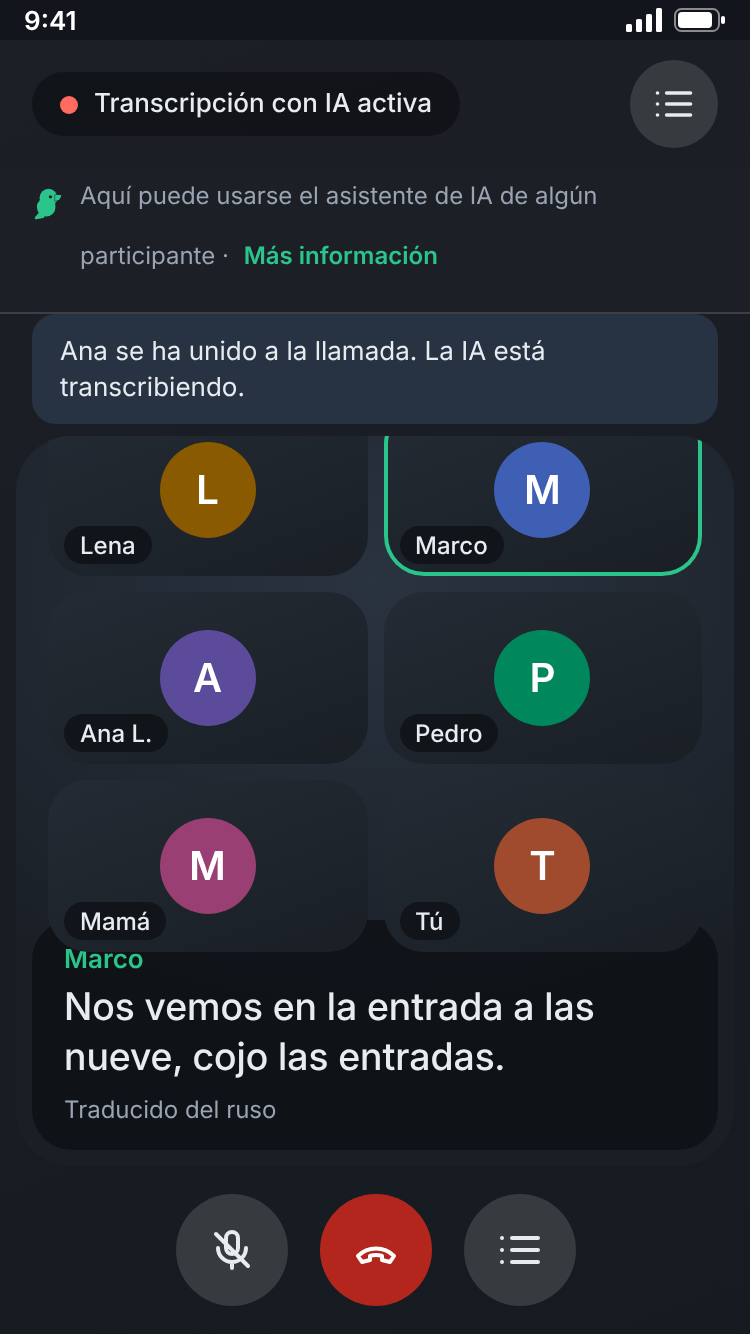 9:41
Transcripción con IA activa
Aquí puede usarse el asistente de IA de algún
participante · Más información
Ana se ha unido a la llamada. La IA está
transcribiendo.
L
M
Lena
Marco
A
P
Ana L.
Pedro
M
T
Mamá
Tú
Marco
Nos vemos en la entrada a las
nueve, cojo las entradas.
Traducido del ruso